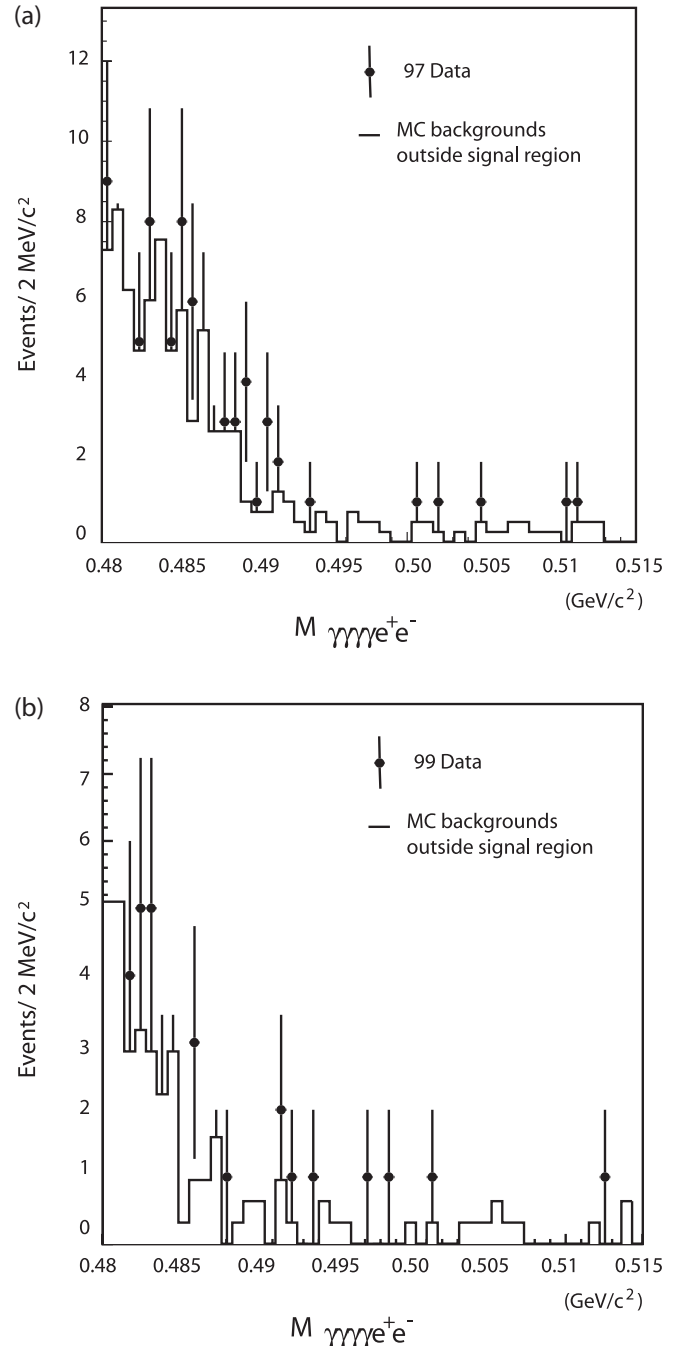 (a)
97 Data
MC backgrounds
outside signal region
Events/ 2 MeV/c²
12
10
8
6
4
2
0
0.48 0.485 0.49 0.495 0.50 0.505 0.51 0.515
(GeV/c²)
M γγγγe⁺e⁻
(b)
99 Data
MC backgrounds
outside signal region
Events/ 2 MeV/c²
8
7
6
5
4
3
2
1
0
0.48 0.485 0.49 0.495 0.50 0.505 0.51 0.515
(GeV/c²)
M γγγγe⁺e⁻